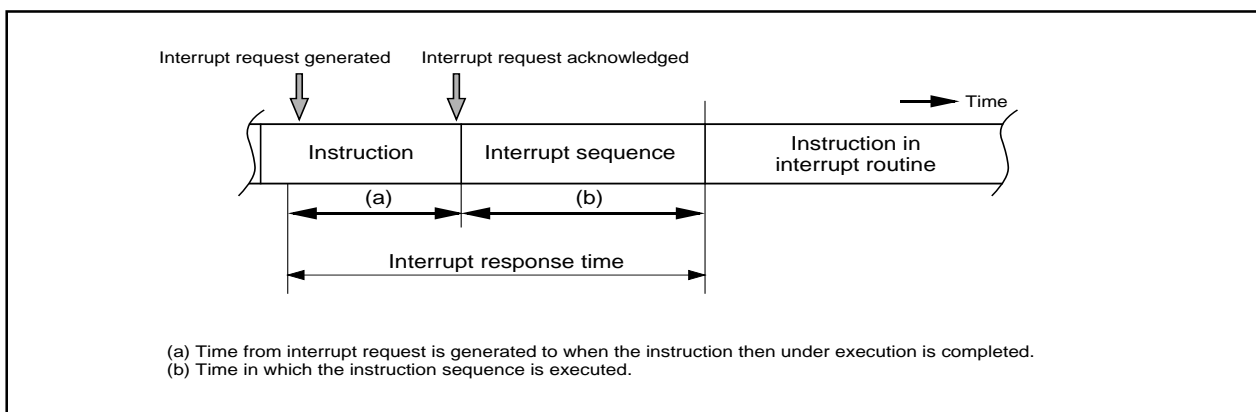 Interrupt request generated
Interrupt request acknowledged
Time
Instruction
Interrupt sequence
Instruction in
interrupt routine
(a)
(b)
Interrupt response time
(a) Time from interrupt request is generated to when the instruction then under execution is completed.
(b) Time in which the instruction sequence is executed.